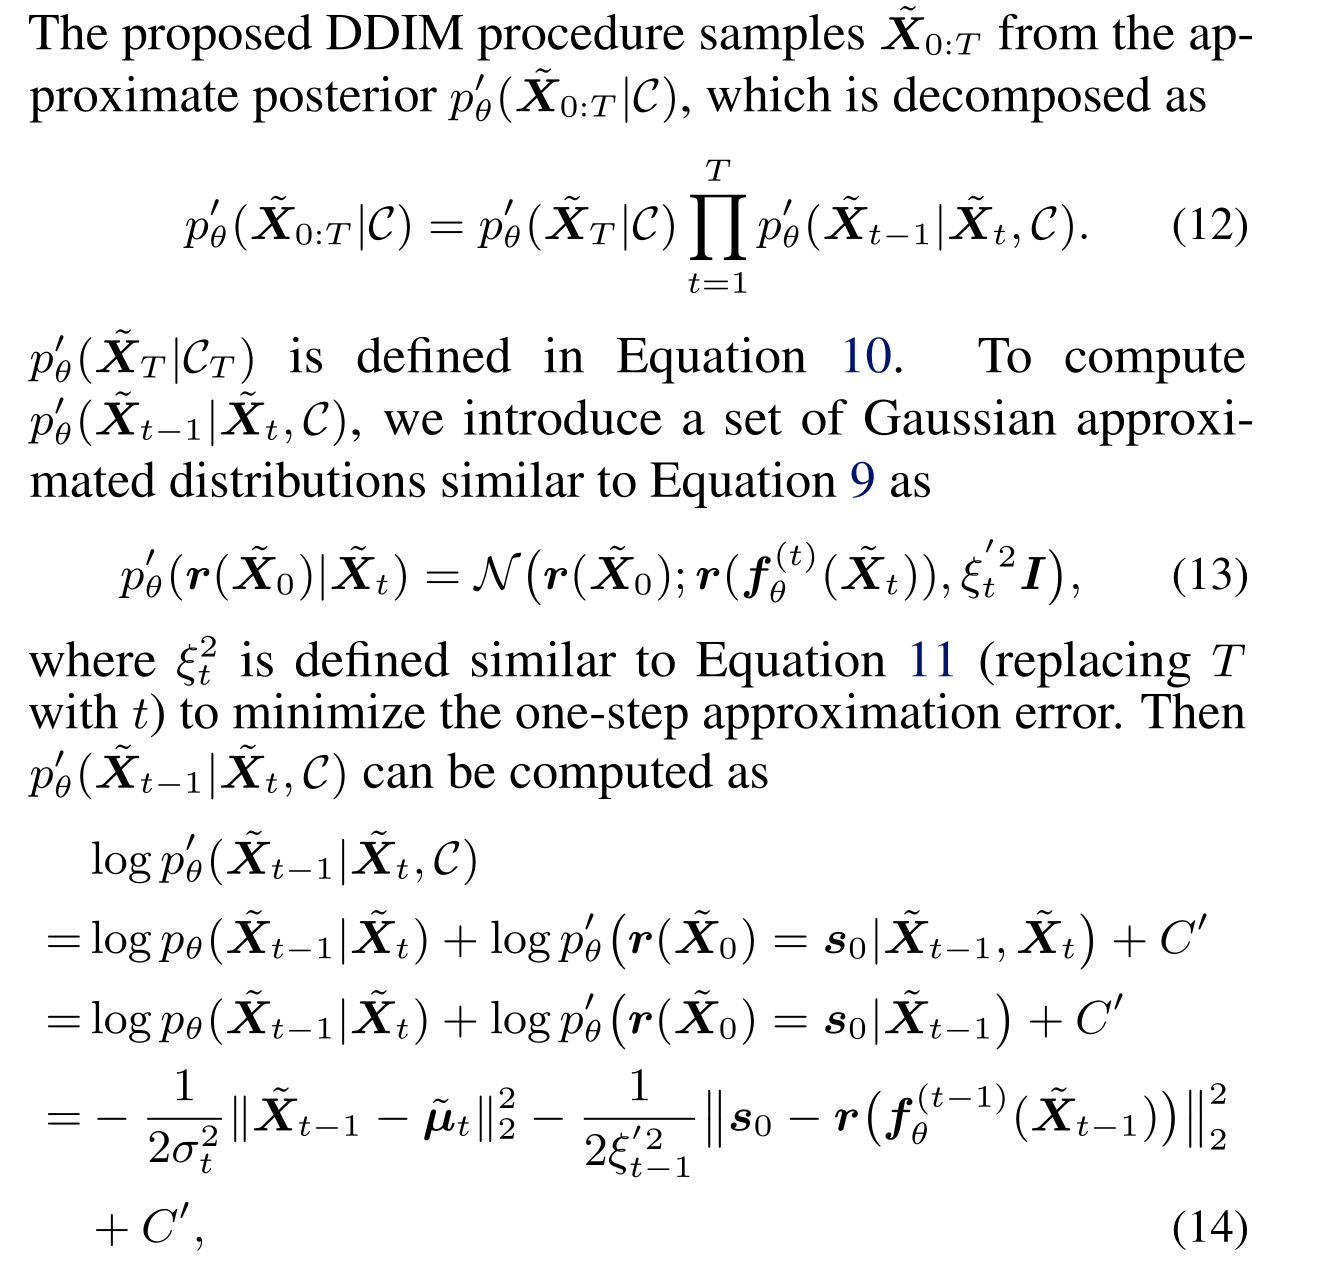 The proposed DDIM procedure samples $\tilde{\boldsymbol{X}}_{0:T}$ from the ap-
proximate posterior $p'_\theta(\tilde{\boldsymbol{X}}_{0:T}|\mathcal{C})$, which is decomposed as
$p'_\theta(\tilde{\boldsymbol{X}}_{0:T}|\mathcal{C}) = p'_\theta(\tilde{\boldsymbol{X}}_T|\mathcal{C}) \prod_{t=1}^{T} p'_\theta(\tilde{\boldsymbol{X}}_{t-1}|\tilde{\boldsymbol{X}}_t, \mathcal{C}).$ (12)
$p'_\theta(\tilde{\boldsymbol{X}}_T|\mathcal{C}_T)$ is defined in Equation 10. To compute
$p'_\theta(\tilde{\boldsymbol{X}}_{t-1}|\tilde{\boldsymbol{X}}_t, \mathcal{C})$, we introduce a set of Gaussian approxi-
mated distributions similar to Equation 9 as
$p'_\theta(\boldsymbol{r}(\tilde{\boldsymbol{X}}_0)|\tilde{\boldsymbol{X}}_t) = \mathcal{N}\big(\boldsymbol{r}(\tilde{\boldsymbol{X}}_0); \boldsymbol{r}(\boldsymbol{f}_\theta^{(t)}(\tilde{\boldsymbol{X}}_t)), \xi_t^{'2}\boldsymbol{I}\big),$ (13)
where $\xi_t^2$ is defined similar to Equation 11 (replacing $T$
with $t$) to minimize the one-step approximation error. Then
$p'_\theta(\tilde{\boldsymbol{X}}_{t-1}|\tilde{\boldsymbol{X}}_t, \mathcal{C})$ can be computed as
$\log p'_\theta(\tilde{\boldsymbol{X}}_{t-1}|\tilde{\boldsymbol{X}}_t, \mathcal{C})$
$= \log p_\theta(\tilde{\boldsymbol{X}}_{t-1}|\tilde{\boldsymbol{X}}_t) + \log p'_\theta\big(\boldsymbol{r}(\tilde{\boldsymbol{X}}_0) = \boldsymbol{s}_0|\tilde{\boldsymbol{X}}_{t-1}, \tilde{\boldsymbol{X}}_t\big) + C'$
$= \log p_\theta(\tilde{\boldsymbol{X}}_{t-1}|\tilde{\boldsymbol{X}}_t) + \log p'_\theta\big(\boldsymbol{r}(\tilde{\boldsymbol{X}}_0) = \boldsymbol{s}_0|\tilde{\boldsymbol{X}}_{t-1}\big) + C'$
$= -\frac{1}{2\sigma_t^2}\|\tilde{\boldsymbol{X}}_{t-1} - \tilde{\boldsymbol{\mu}}_t\|_2^2 - \frac{1}{2\xi_{t-1}^{'2}}\big\|\boldsymbol{s}_0 - \boldsymbol{r}\big(\boldsymbol{f}_\theta^{(t-1)}(\tilde{\boldsymbol{X}}_{t-1})\big)\big\|_2^2$
$+ C',$ (14)